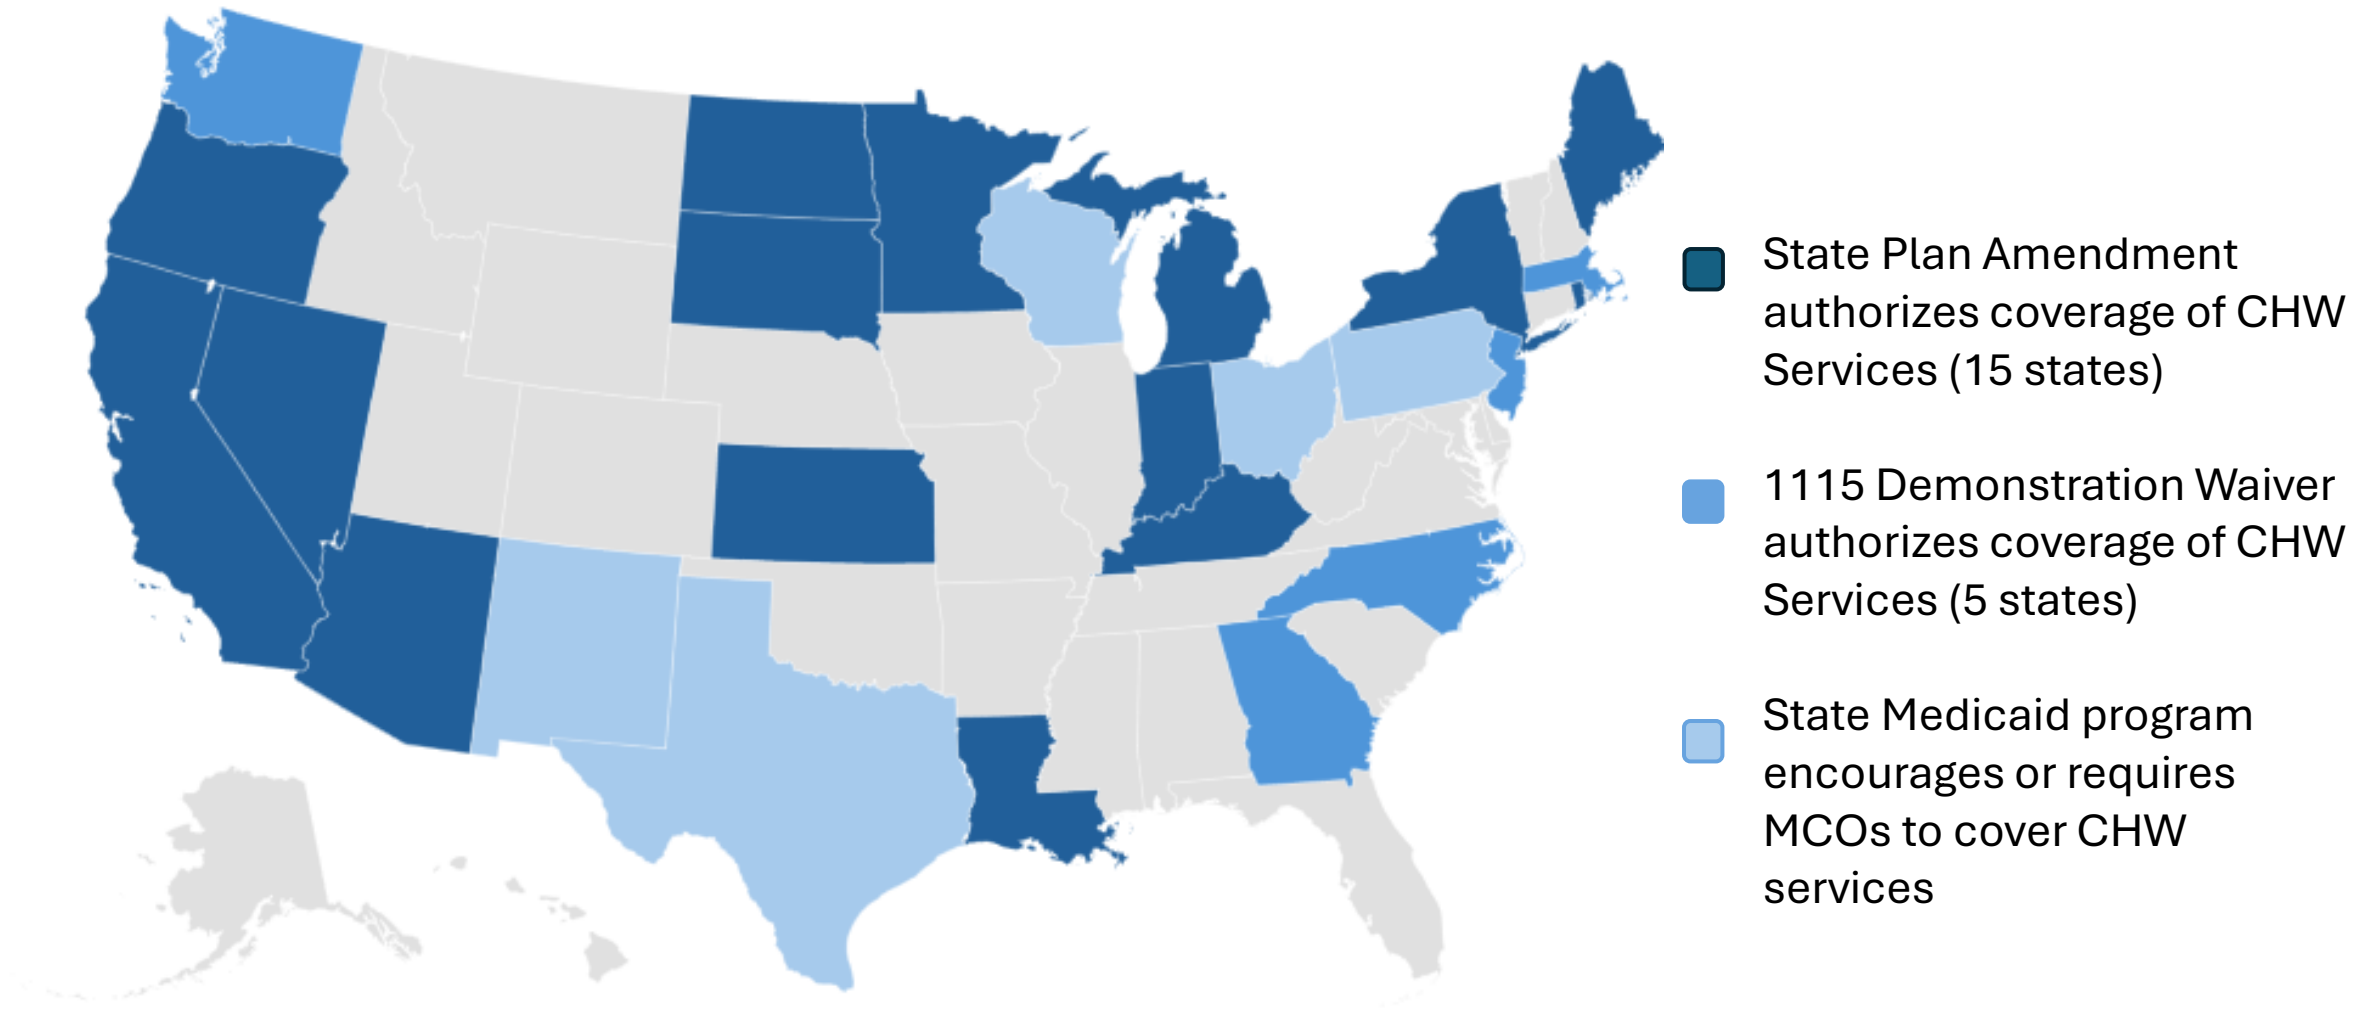 State Plan Amendment
authorizes coverage of CHW
Services (15 states)
1115 Demonstration Waiver
authorizes coverage of CHW
Services (5 states)
State Medicaid program
encourages or requires
MCOs to cover CHW
services